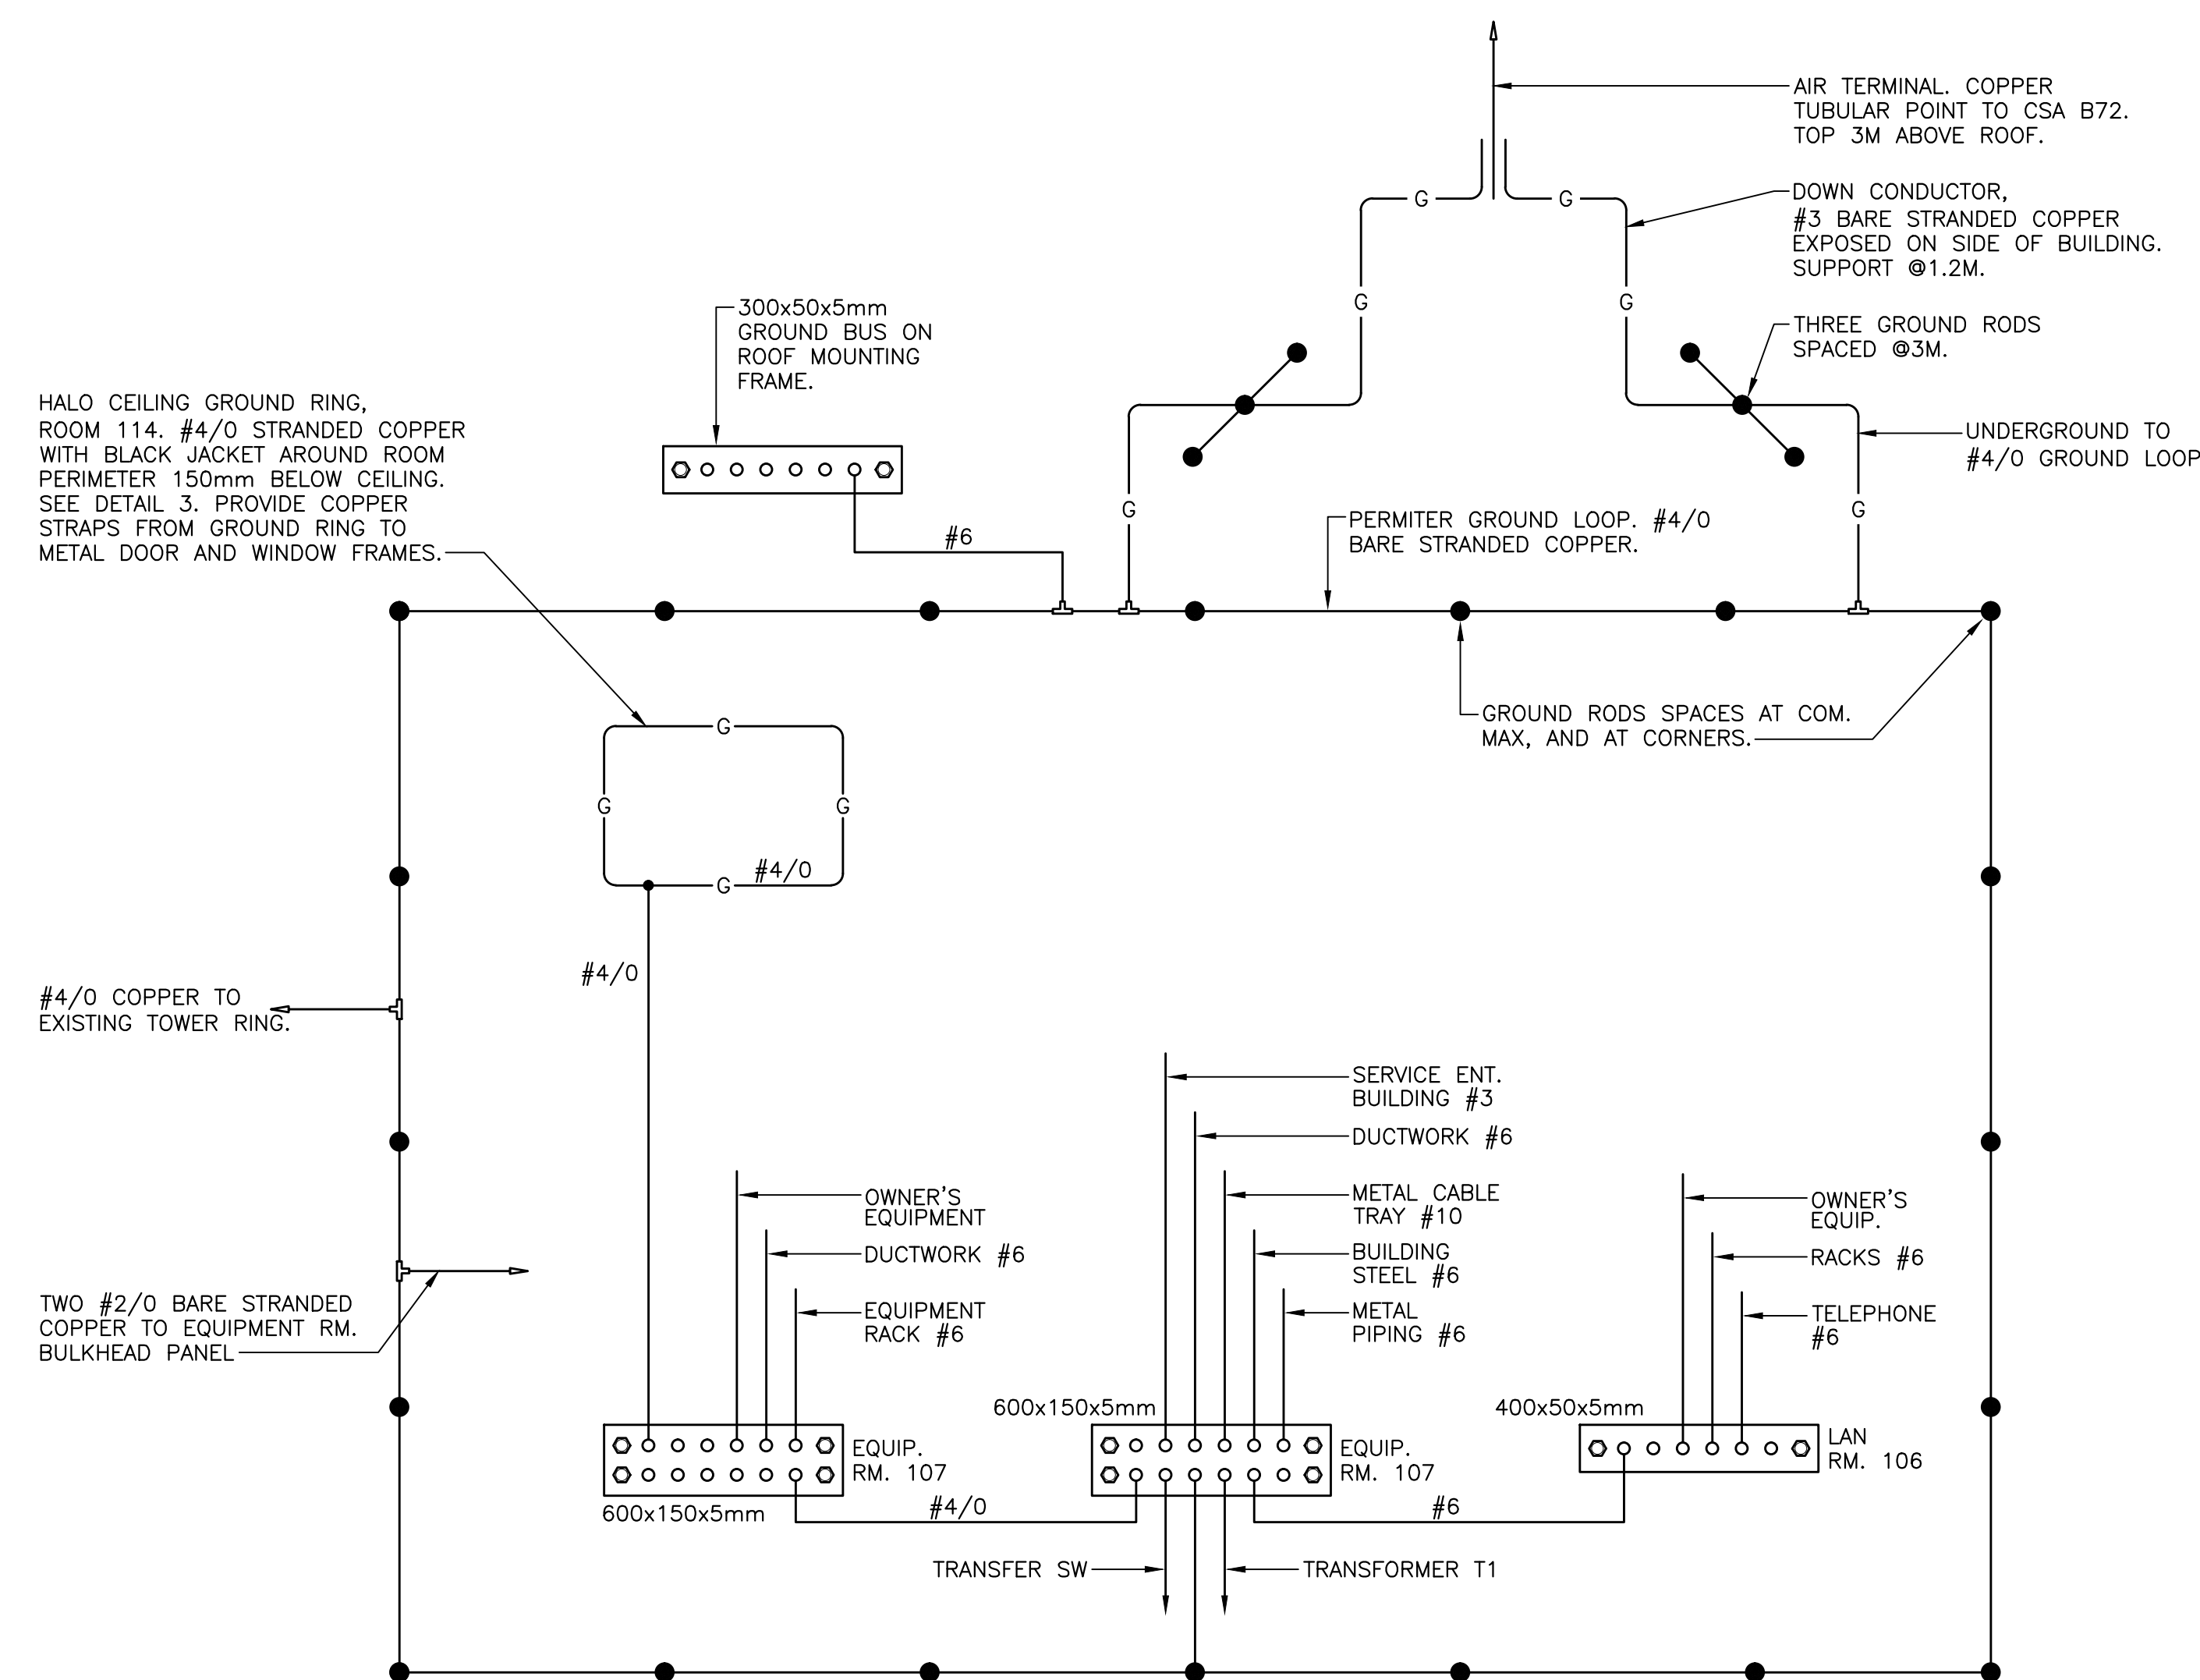 AIR TERMINAL. COPPER
TUBULAR POINT TO CSA B72.
TOP 3M ABOVE ROOF.
G
G
DOWN CONDUCTOR,
#3 BARE STRANDED COPPER
EXPOSED ON SIDE OF BUILDING.
SUPPORT @1.2M.
G
G
300x50x5mm
GROUND BUS ON
ROOF MOUNTING
FRAME.
THREE GROUND RODS
SPACED @3M.
HALO CEILING GROUND RING,
ROOM 114. #4/0 STRANDED COPPER
WITH BLACK JACKET AROUND ROOM
PERIMETER 150mm BELOW CEILING.
SEE DETAIL 3. PROVIDE COPPER
STRAPS FROM GROUND RING TO
METAL DOOR AND WINDOW FRAMES.
UNDERGROUND TO
#4/0 GROUND LOOP
G
G
#6
PERMITER GROUND LOOP. #4/0
BARE STRANDED COPPER.
GROUND RODS SPACES AT COM.
MAX, AND AT CORNERS.
G
G
G
G
#4/0
#4/0
#4/0 COPPER TO
EXISTING TOWER RING.
SERVICE ENT.
BUILDING #3
DUCTWORK #6
METAL CABLE
TRAY #10
BUILDING
STEEL #6
METAL
PIPING #6
OWNER'S
EQUIPMENT
DUCTWORK #6
EQUIPMENT
RACK #6
OWNER'S
EQUIP.
RACKS #6
TELEPHONE
#6
TWO #2/0 BARE STRANDED
COPPER TO EQUIPMENT RM.
BULKHEAD PANEL
600x150x5mm
400x50x5mm
EQUIP.
RM. 107
EQUIP.
RM. 107
LAN
RM. 106
600x150x5mm
#4/0
#6
TRANSFER SW
TRANSFORMER T1